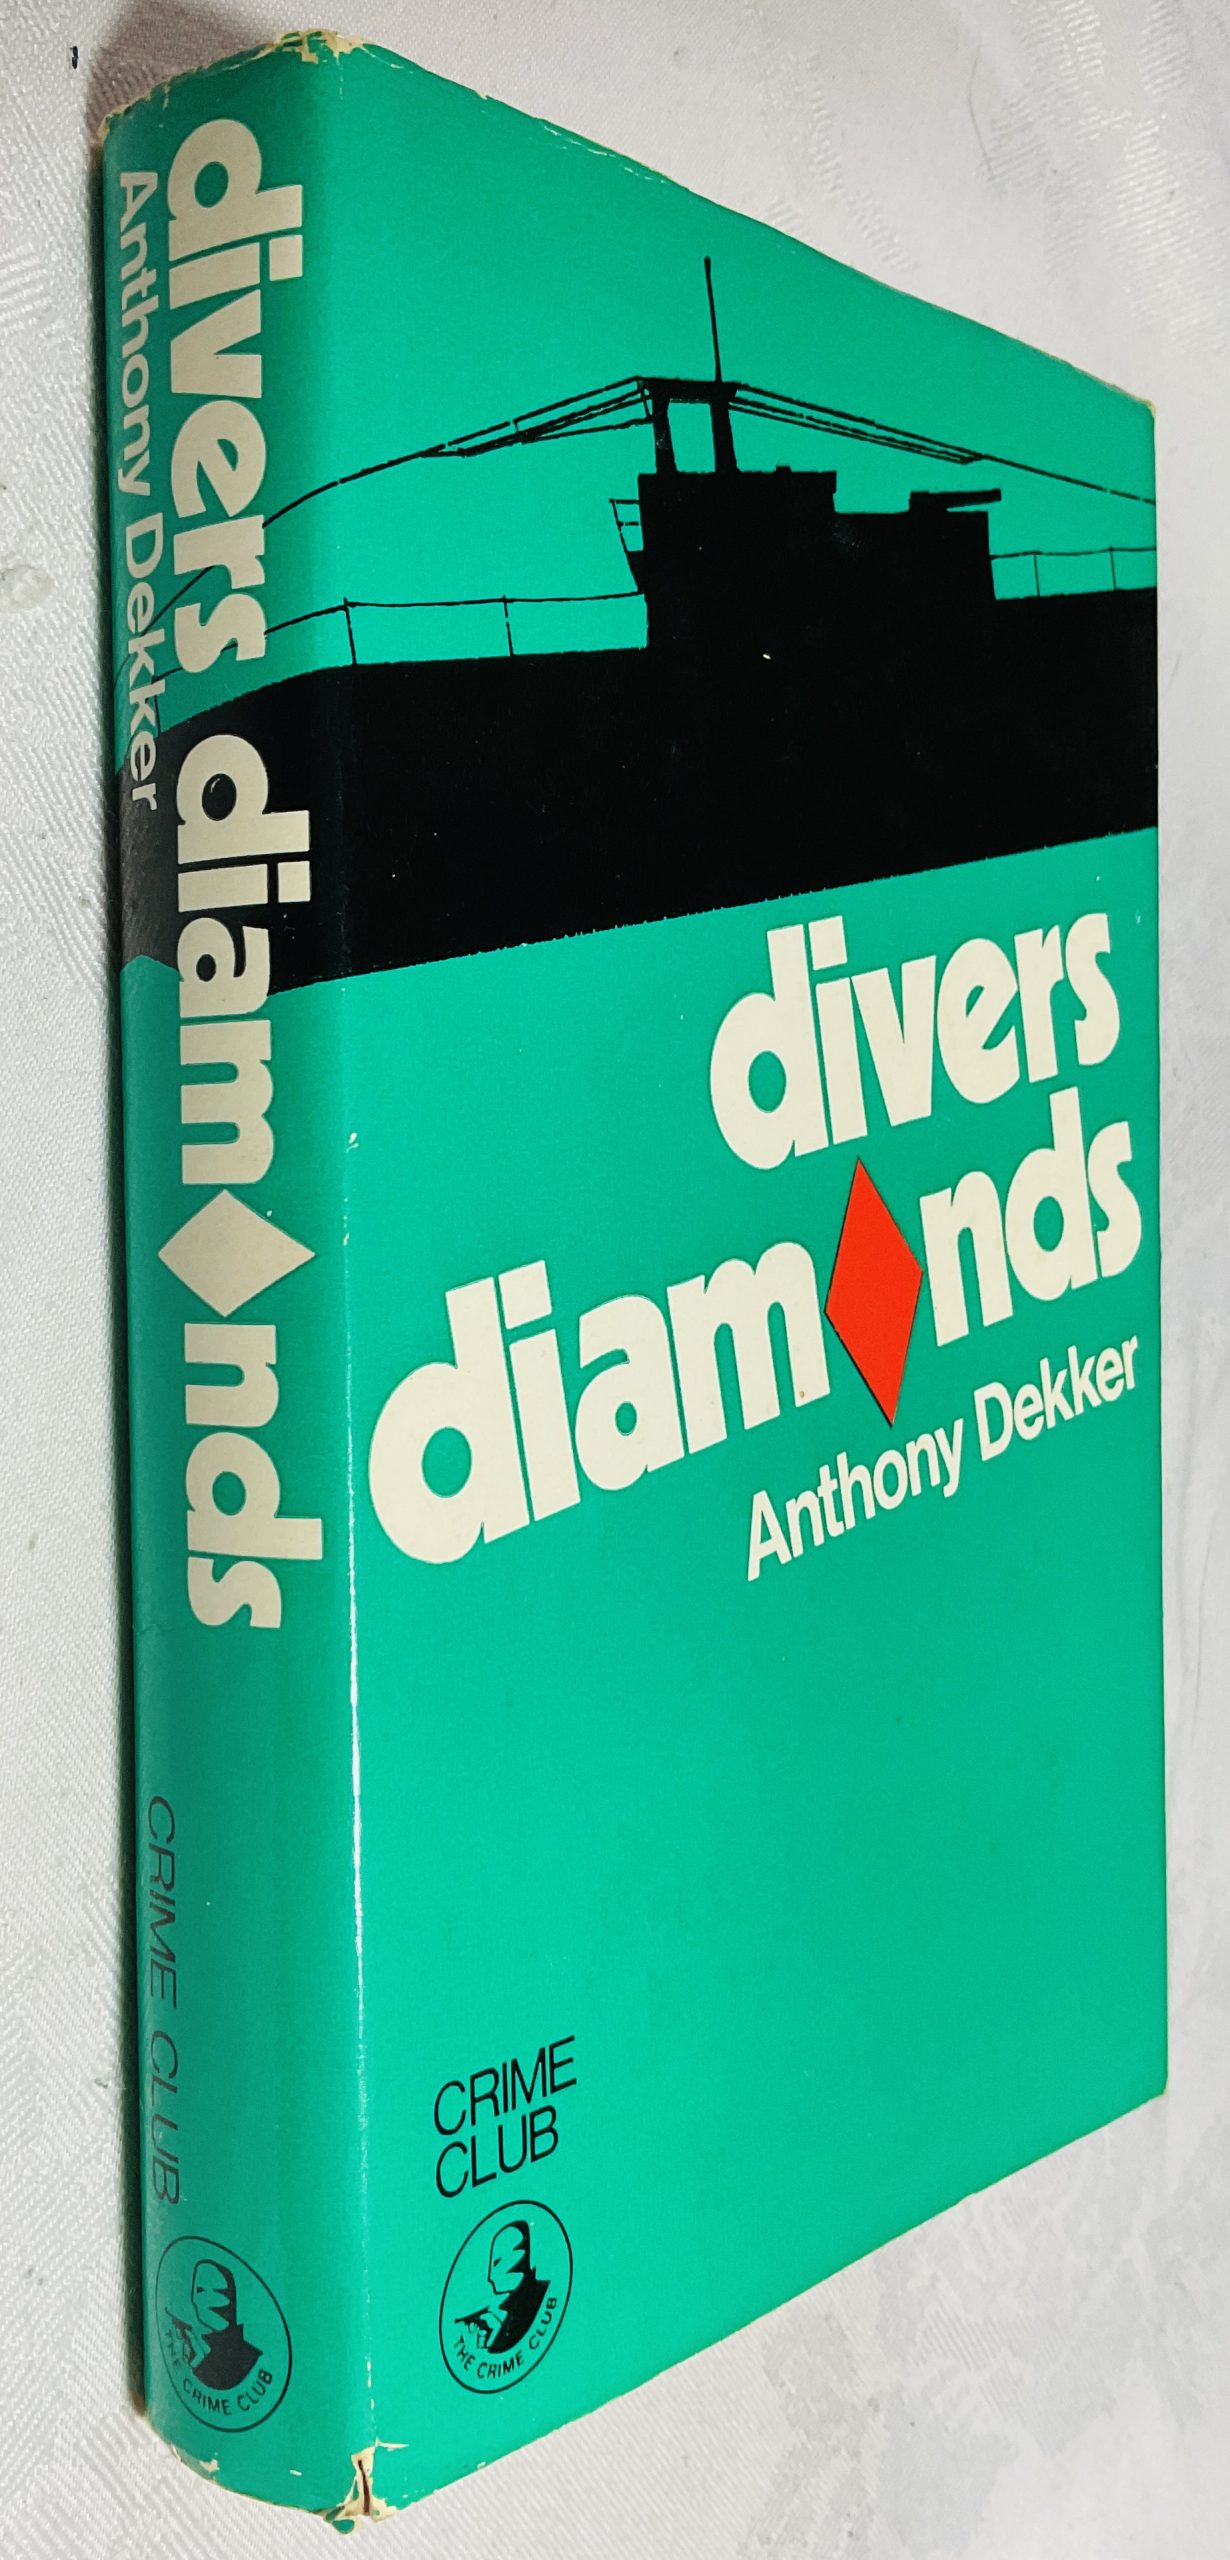 divers diam♦nds
Anthony Dekker
CRIME CLUB
THE CRIME CLUB
divers
diam♦nds
Anthony Dekker
CRIME
CLUB
THE CRIME CLUB